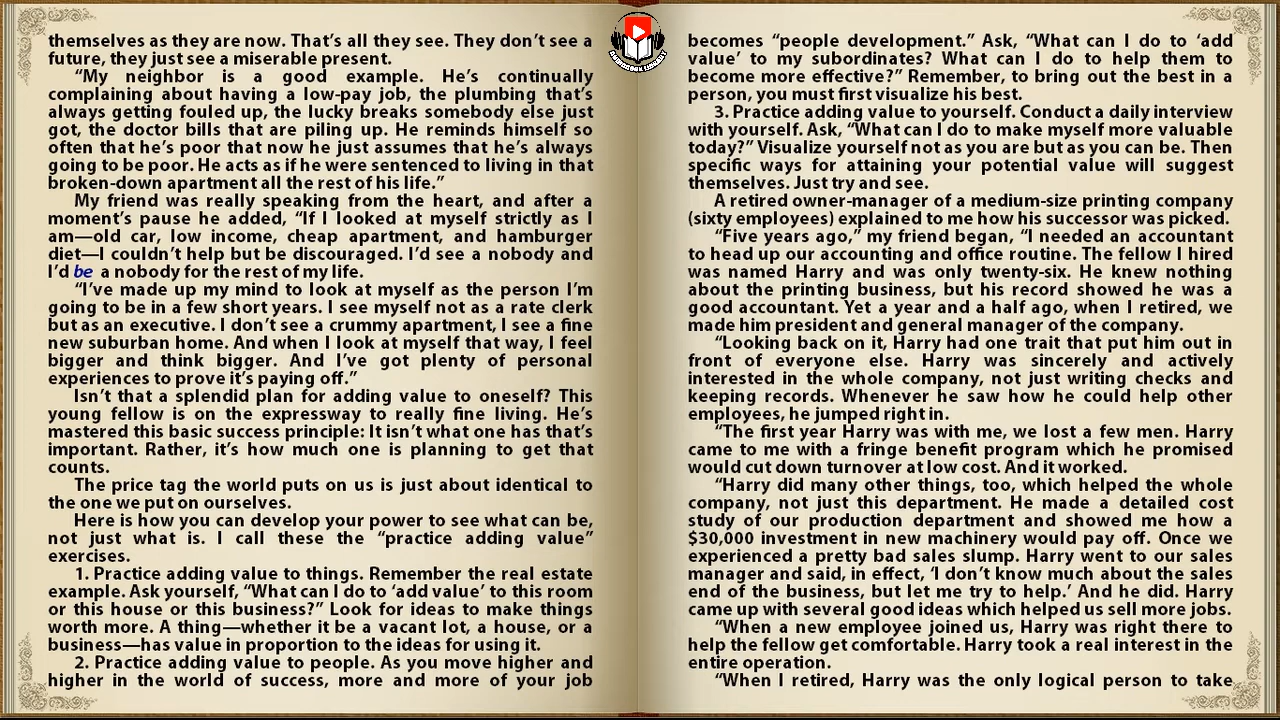 themselves as they are now. That's all they see. They don't see a
future, they just see a miserable present.
“My neighbor is a good example. He's continually
complaining about having a low-pay job, the plumbing that's
always getting fouled up, the lucky breaks somebody else just
got, the doctor bills that are piling up. He reminds himself so
often that he's poor that now he just assumes that he's always
going to be poor. He acts as if he were sentenced to living in that
broken-down apartment all the rest of his life.”
My friend was really speaking from the heart, and after a
moment's pause he added, “If I looked at myself strictly as I
am—old car, low income, cheap apartment, and hamburger
diet—I couldn't help but be discouraged. I'd see a nobody and
I'd be a nobody for the rest of my life.
“I've made up my mind to look at myself as the person I'm
going to be in a few short years. I see myself not as a rate clerk
but as an executive. I don't see a crummy apartment, I see a fine
new suburban home. And when I look at myself that way, I feel
bigger and think bigger. And I've got plenty of personal
experiences to prove it's paying off.”
Isn't that a splendid plan for adding value to oneself? This
young fellow is on the expressway to really fine living. He's
mastered this basic success principle: It isn't what one has that's
important. Rather, it's how much one is planning to get that
counts.
The price tag the world puts on us is just about identical to
the one we put on ourselves.
Here is how you can develop your power to see what can be,
not just what is. I call these the “practice adding value”
exercises.
1. Practice adding value to things. Remember the real estate
example. Ask yourself, “What can I do to ‘add value’ to this room
or this house or this business?” Look for ideas to make things
worth more. A thing—whether it be a vacant lot, a house, or a
business—has value in proportion to the ideas for using it.
2. Practice adding value to people. As you move higher and
higher in the world of success, more and more of your job
becomes “people development.” Ask, “What can I do to ‘add
value’ to my subordinates? What can I do to help them to
become more effective?” Remember, to bring out the best in a
person, you must first visualize his best.
3. Practice adding value to yourself. Conduct a daily interview
with yourself. Ask, “What can I do to make myself more valuable
today?” Visualize yourself not as you are but as you can be. Then
specific ways for attaining your potential value will suggest
themselves. Just try and see.
A retired owner-manager of a medium-size printing company
(sixty employees) explained to me how his successor was picked.
“Five years ago,” my friend began, “I needed an accountant
to head up our accounting and office routine. The fellow I hired
was named Harry and was only twenty-six. He knew nothing
about the printing business, but his record showed he was a
good accountant. Yet a year and a half ago, when I retired, we
made him president and general manager of the company.
“Looking back on it, Harry had one trait that put him out in
front of everyone else. Harry was sincerely and actively
interested in the whole company, not just writing checks and
keeping records. Whenever he saw how he could help other
employees, he jumped right in.
“The first year Harry was with me, we lost a few men. Harry
came to me with a fringe benefit program which he promised
would cut down turnover at low cost. And it worked.
“Harry did many other things, too, which helped the whole
company, not just this department. He made a detailed cost
study of our production department and showed me how a
$30,000 investment in new machinery would pay off. Once we
experienced a pretty bad sales slump. Harry went to our sales
manager and said, in effect, ‘I don't know much about the sales
end of the business, but let me try to help.’ And he did. Harry
came up with several good ideas which helped us sell more jobs.
“When a new employee joined us, Harry was right there to
help the fellow get comfortable. Harry took a real interest in the
entire operation.
“When I retired, Harry was the only logical person to take